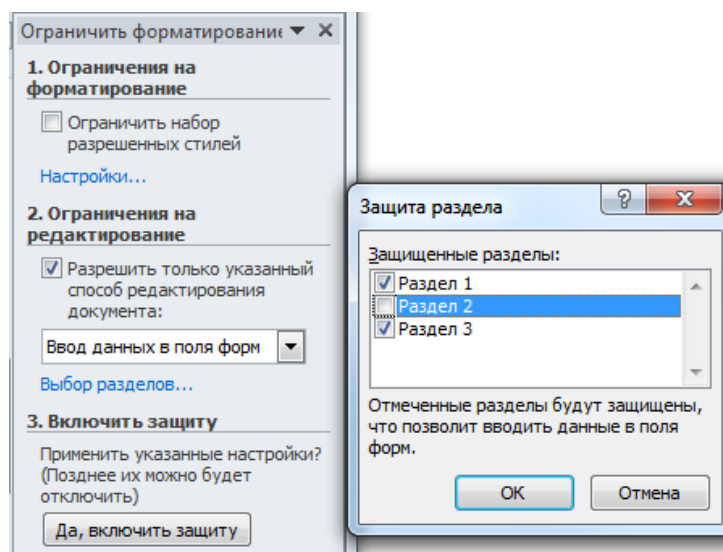 Ограничить форматирование
1. Ограничения на
форматирование
Ограничить набор
разрешенных стилей
Настройки...
2. Ограничения на
редактирование
Разрешить только указанный
способ редактирования
документа:
Ввод данных в поля форм
Выбор разделов...
3. Включить защиту
Применить указанные настройки?
(Позднее их можно будет
отключить)
Да, включить защиту
Защита раздела
Защищенные разделы:
Раздел 1
Раздел 2
Раздел 3
Отмеченные разделы будут защищены,
что позволит вводить данные в поля
форм.
ОК
Отмена